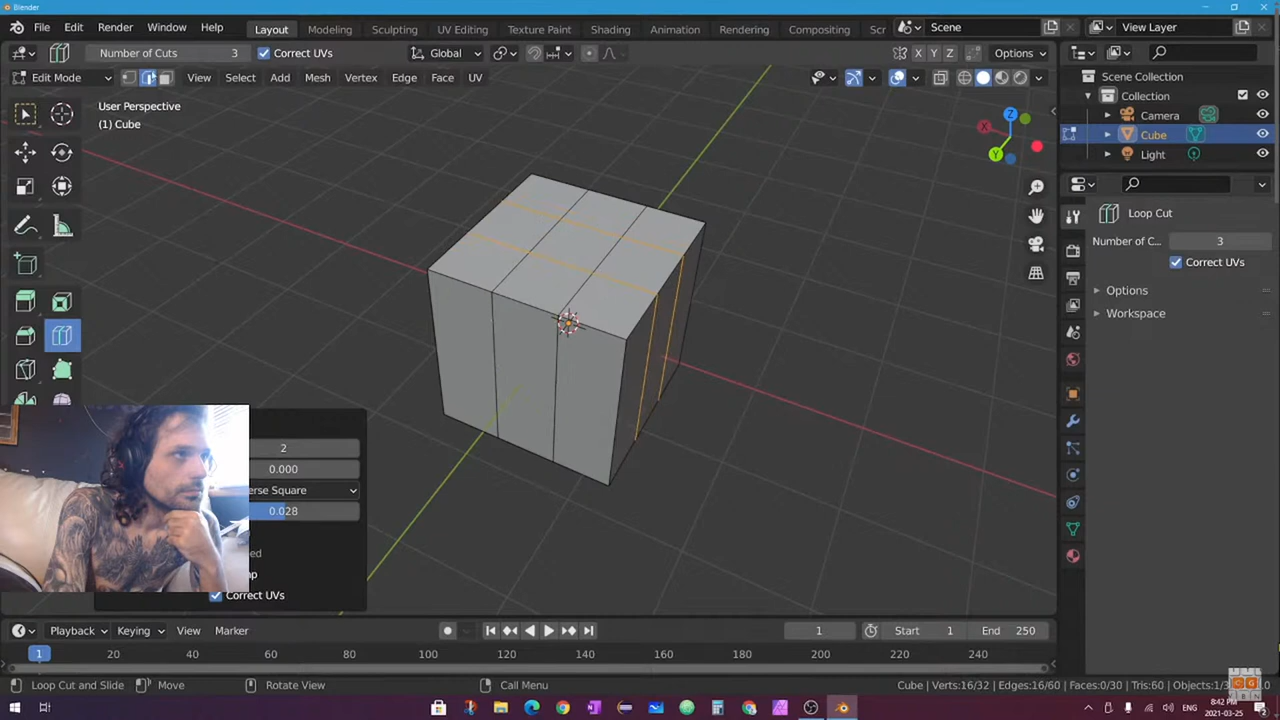 Blender
File Edit Render Window Help Layout Modeling Sculpting UV Editing Texture Paint Shading Animation Rendering Compositing Scr Scene View Layer
Number of Cuts 3 Correct UVs Global Options
Edit Mode View Select Add Mesh Vertex Edge Face UV
User Perspective
(1) Cube
X Y Z
Z
X
Y
Scene Collection
Collection
Camera
Cube
Light
Loop Cut
Number of C... 3
Correct UVs
Options
Workspace
2
0.000
erse Square
0.028
ed
np
Correct UVs
Playback Keying View Marker 1 Start 1 End 250
1 20 40 60 80 100 120 140 160 180 200 220 240
Loop Cut and Slide Move Rotate View Call Menu Cube | Verts:16/32 | Edges:16/60 | Faces:0/30 | Tris:60 | Objects:1/
8:42 PM
2021-03-25